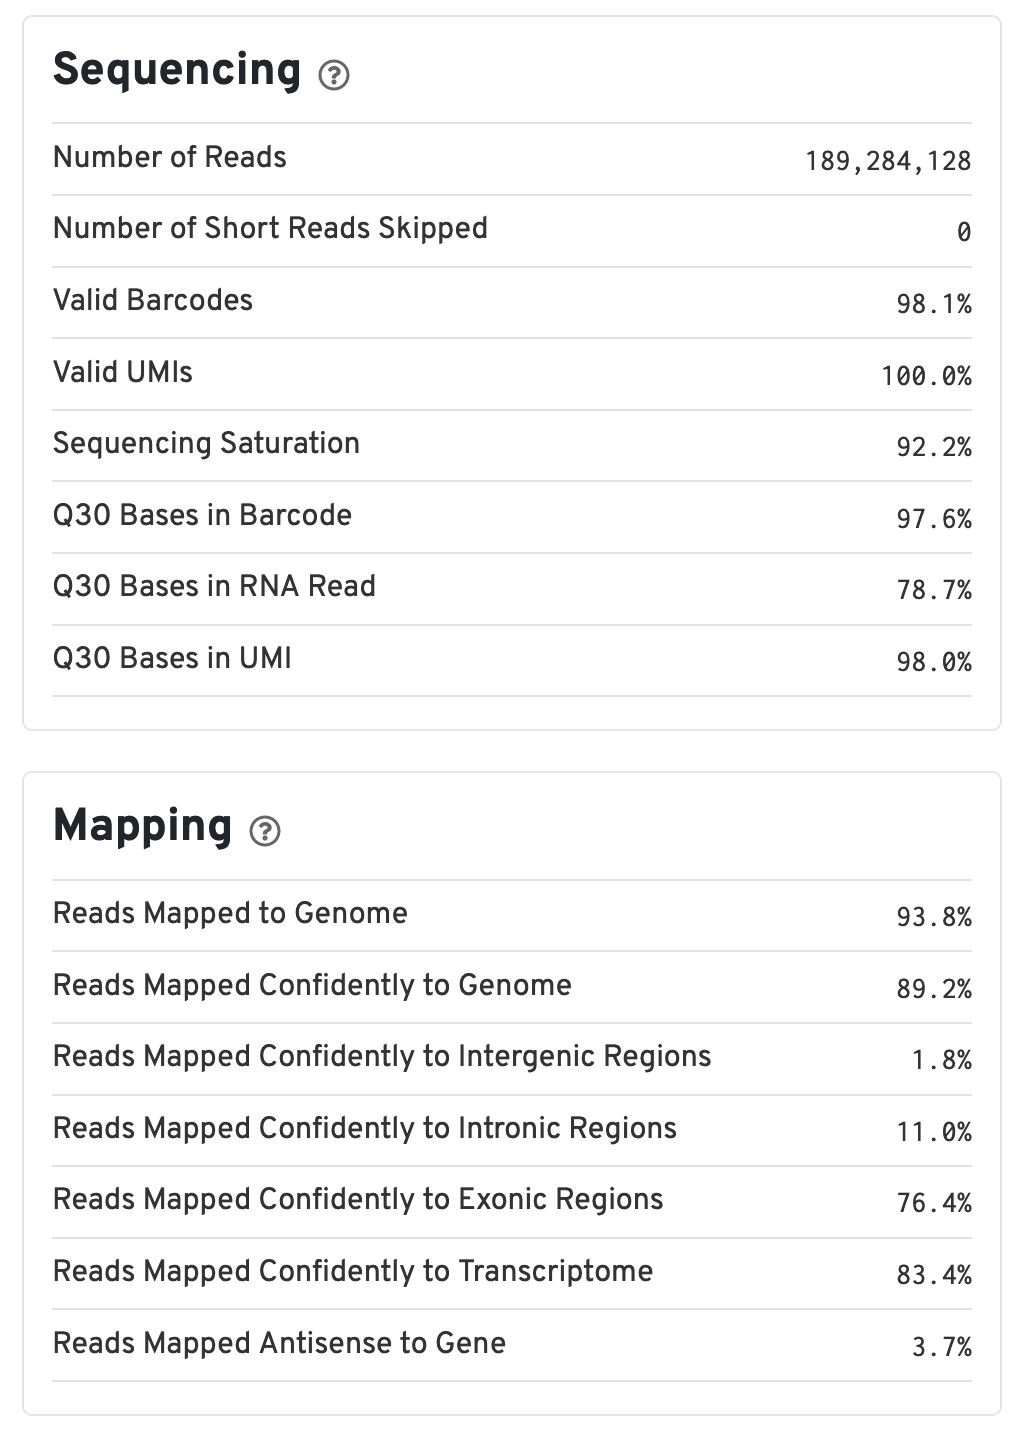 Sequencing ?
Number of Reads 189,284,128
Number of Short Reads Skipped 0
Valid Barcodes 98.1%
Valid UMIs 100.0%
Sequencing Saturation 92.2%
Q30 Bases in Barcode 97.6%
Q30 Bases in RNA Read 78.7%
Q30 Bases in UMI 98.0%
Mapping ?
Reads Mapped to Genome 93.8%
Reads Mapped Confidently to Genome 89.2%
Reads Mapped Confidently to Intergenic Regions 1.8%
Reads Mapped Confidently to Intronic Regions 11.0%
Reads Mapped Confidently to Exonic Regions 76.4%
Reads Mapped Confidently to Transcriptome 83.4%
Reads Mapped Antisense to Gene 3.7%